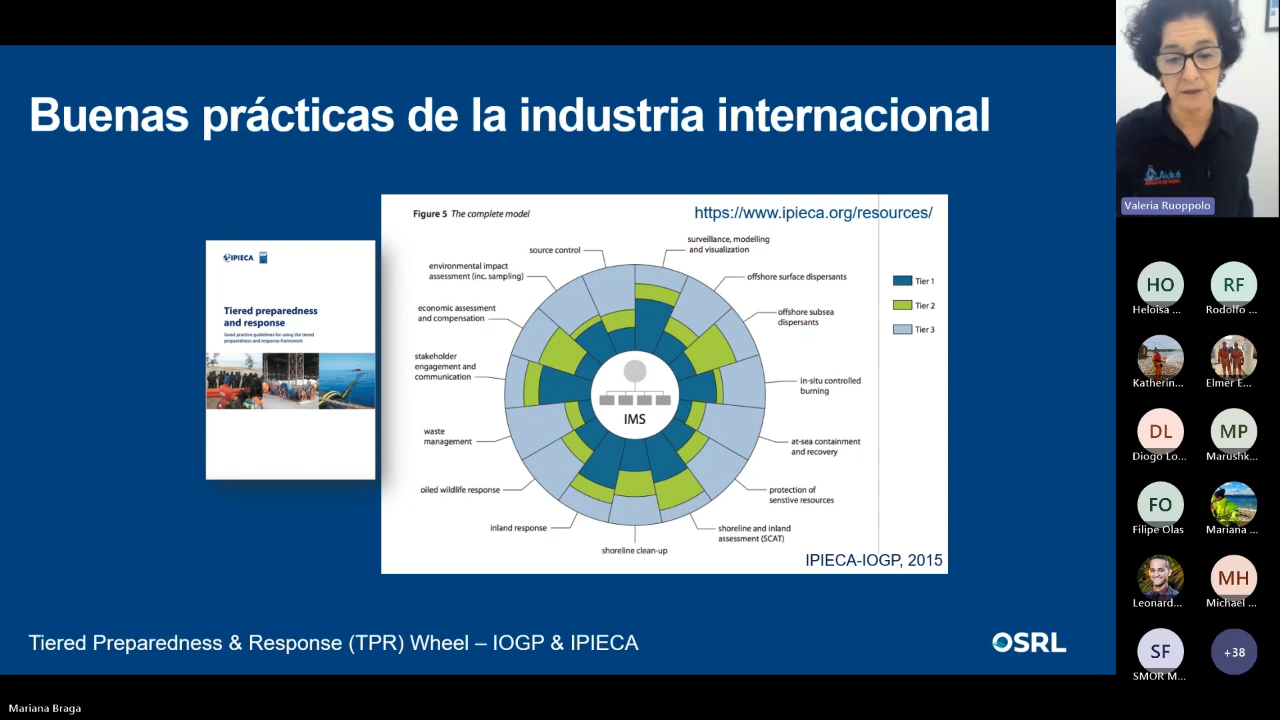 Buenas prácticas de la industria internacional
IPIECA
Tiered preparedness
and response
Good practice guidelines for using the tiered
preparedness and response framework
Figure 5 The complete model
https://www.ipieca.org/resources/
source control
surveillance, modelling
and visualization
environmental impact
assessment (inc. sampling)
offshore surface dispersants
economic assessment
and compensation
offshore subsea
dispersants
stakeholder
engagement and
communication
in-situ controlled
burning
waste
management
at-sea containment
and recovery
oiled wildlife response
protection of
senstive resources
inland response
shoreline and inland
assessment (SCAT)
shoreline clean-up
IMS
Tier 1
Tier 2
Tier 3
IPIECA-IOGP, 2015
Tiered Preparedness & Response (TPR) Wheel – IOGP & IPIECA
OSRL
Mariana Braga
Valeria Ruoppolo
HO
Heloisa ...
RF
Rodolfo ...
Katherin...
Elmer E...
DL
Diogo Lo...
MP
Marushk...
FO
Filipe Olas
Mariana ...
Leonard...
MH
Michael ...
SF
SMOR M...
+38